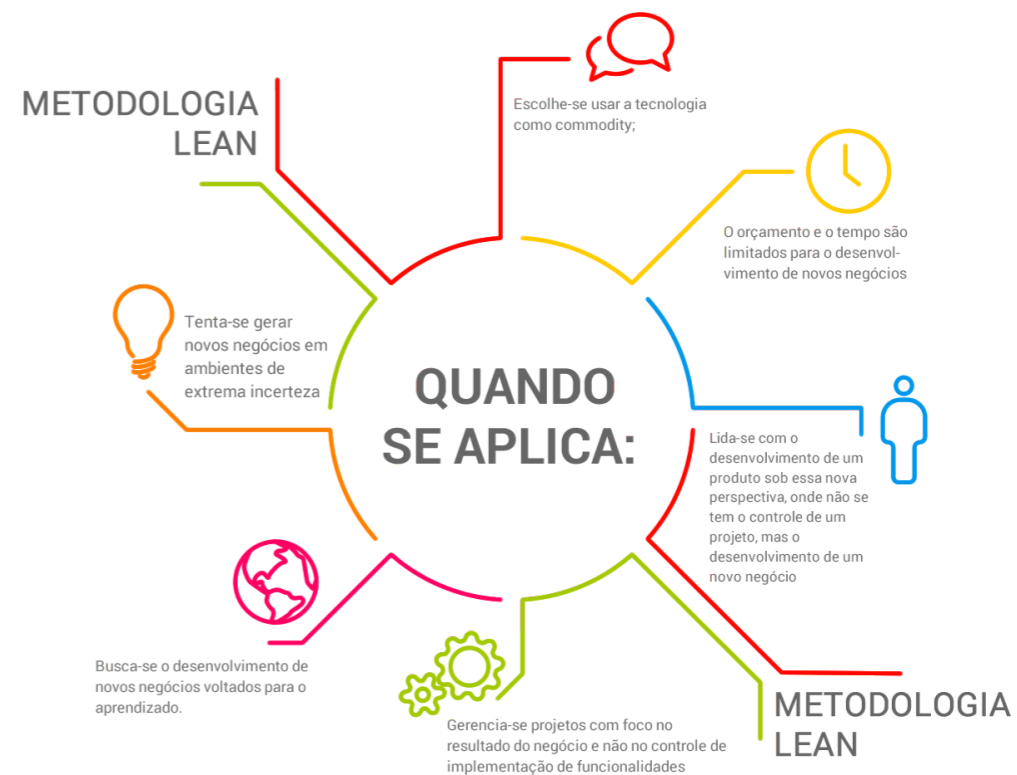 METODOLOGIA
LEAN
Escolhe-se usar a tecnologia
como commodity;
O orçamento e o tempo são
limitados para o desenvol-
vimento de novos negócios
Tenta-se gerar
novos negócios em
ambientes de
extrema incerteza
QUANDO
SE APLICA:
Lida-se com o
desenvolvimento de um
produto sob essa nova
perspectiva, onde não se
tem o controle de um
projeto, mas o
desenvolvimento de um
novo negócio
Busca-se o desenvolvimento de
novos negócios voltados para o
aprendizado.
Gerencia-se projetos com foco no
resultado do negócio e não no controle de
implementação de funcionalidades
METODOLOGIA
LEAN